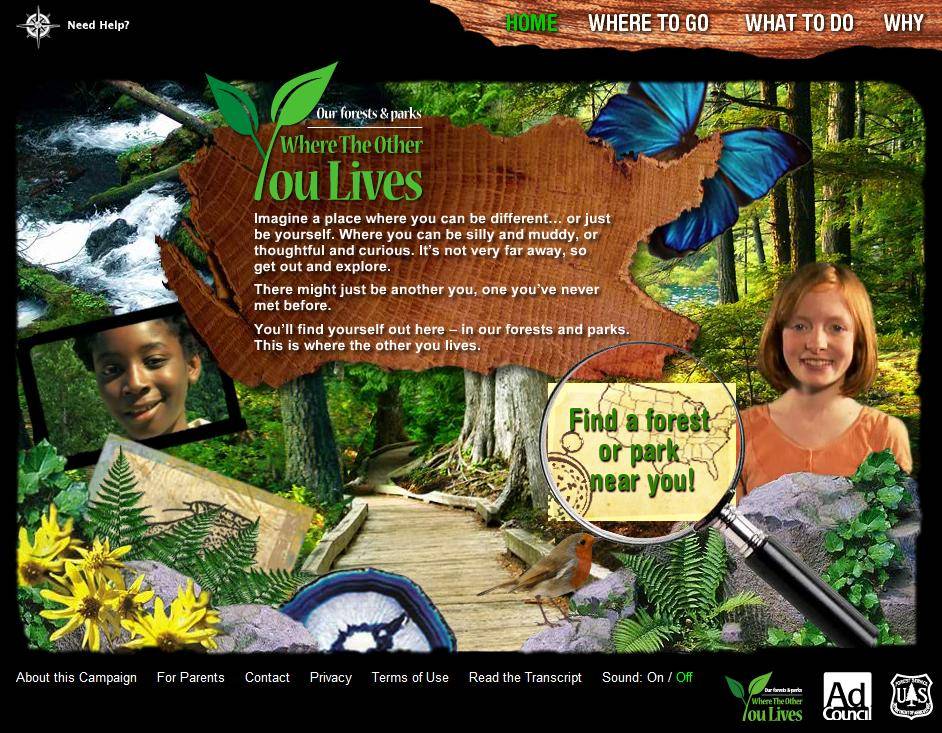 Need Help?
HOME WHERE TO GO WHAT TO DO WHY
Our forests & parks
Where The Other
You Lives
Imagine a place where you can be different... or just
be yourself. Where you can be silly and muddy, or
thoughtful and curious. It's not very far away, so
get out and explore.
There might just be another you, one you've never
met before.
You'll find yourself out here – in our forests and parks.
This is where the other you lives.
Find a forest
or park
near you!
About this Campaign For Parents Contact Privacy Terms of Use Read the Transcript Sound: On / Off
Our forests & parks
Where The Other
You Lives
Ad
Council
FOREST SERVICE
U S
DEPARTMENT OF AGRICULTURE